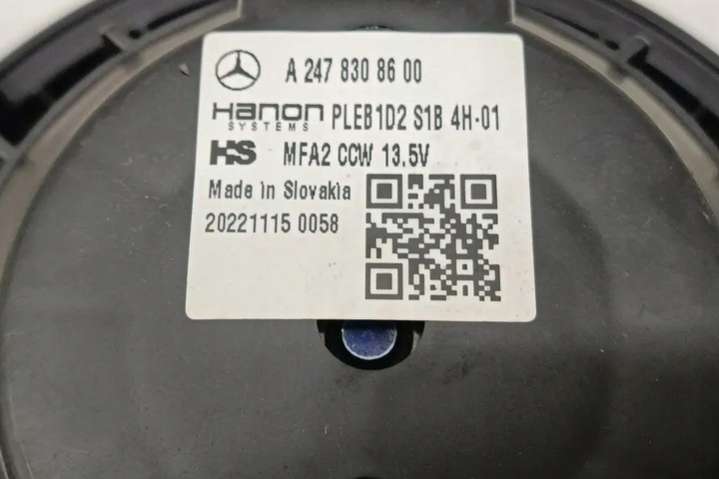 A 247 830 86 00
Hanon PLEB1D2 S1B 4H-01
SYSTEMS
HS MFA2 CCW 13.5V
Made in Slovakia
20221115 0058